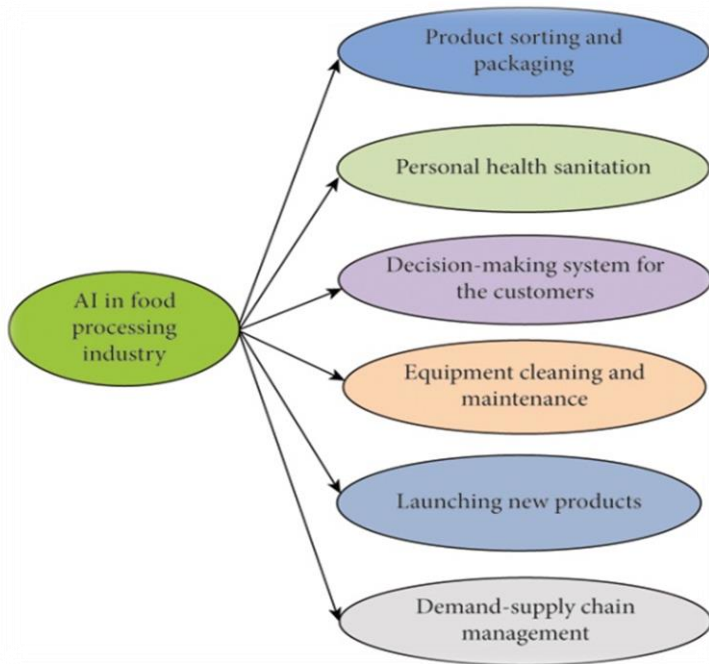 Product sorting and
packaging
Personal health sanitation
Decision-making system for
the customers
AI in food
processing
industry
Equipment cleaning and
maintenance
Launching new products
Demand-supply chain
management